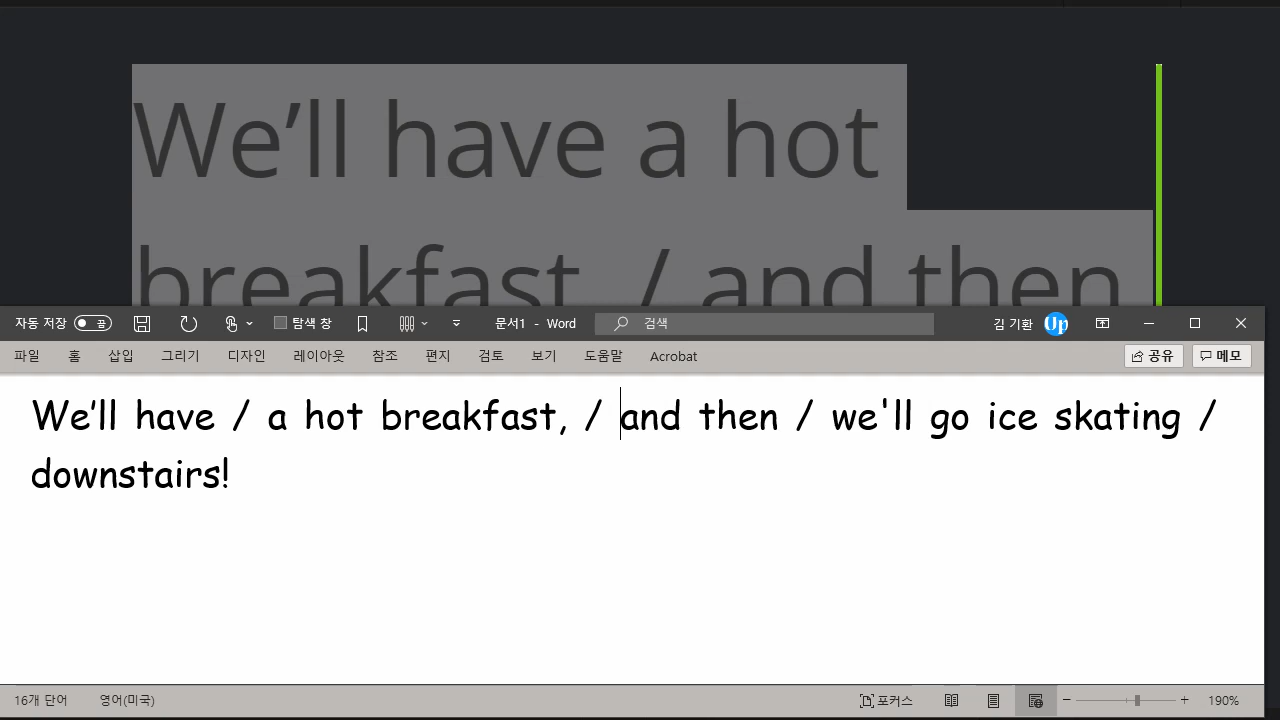 We’ll have a hot
breakfast, / and then
자동 저장 끔 탐색 창 문서1 - Word 검색 김 기환 Up
파일 홈 삽입 그리기 디자인 레이아웃 참조 편지 검토 보기 도움말 Acrobat 공유 메모
We’ll have / a hot breakfast, / and then / we'll go ice skating /
downstairs!
16개 단어 영어(미국) 포커스 190%